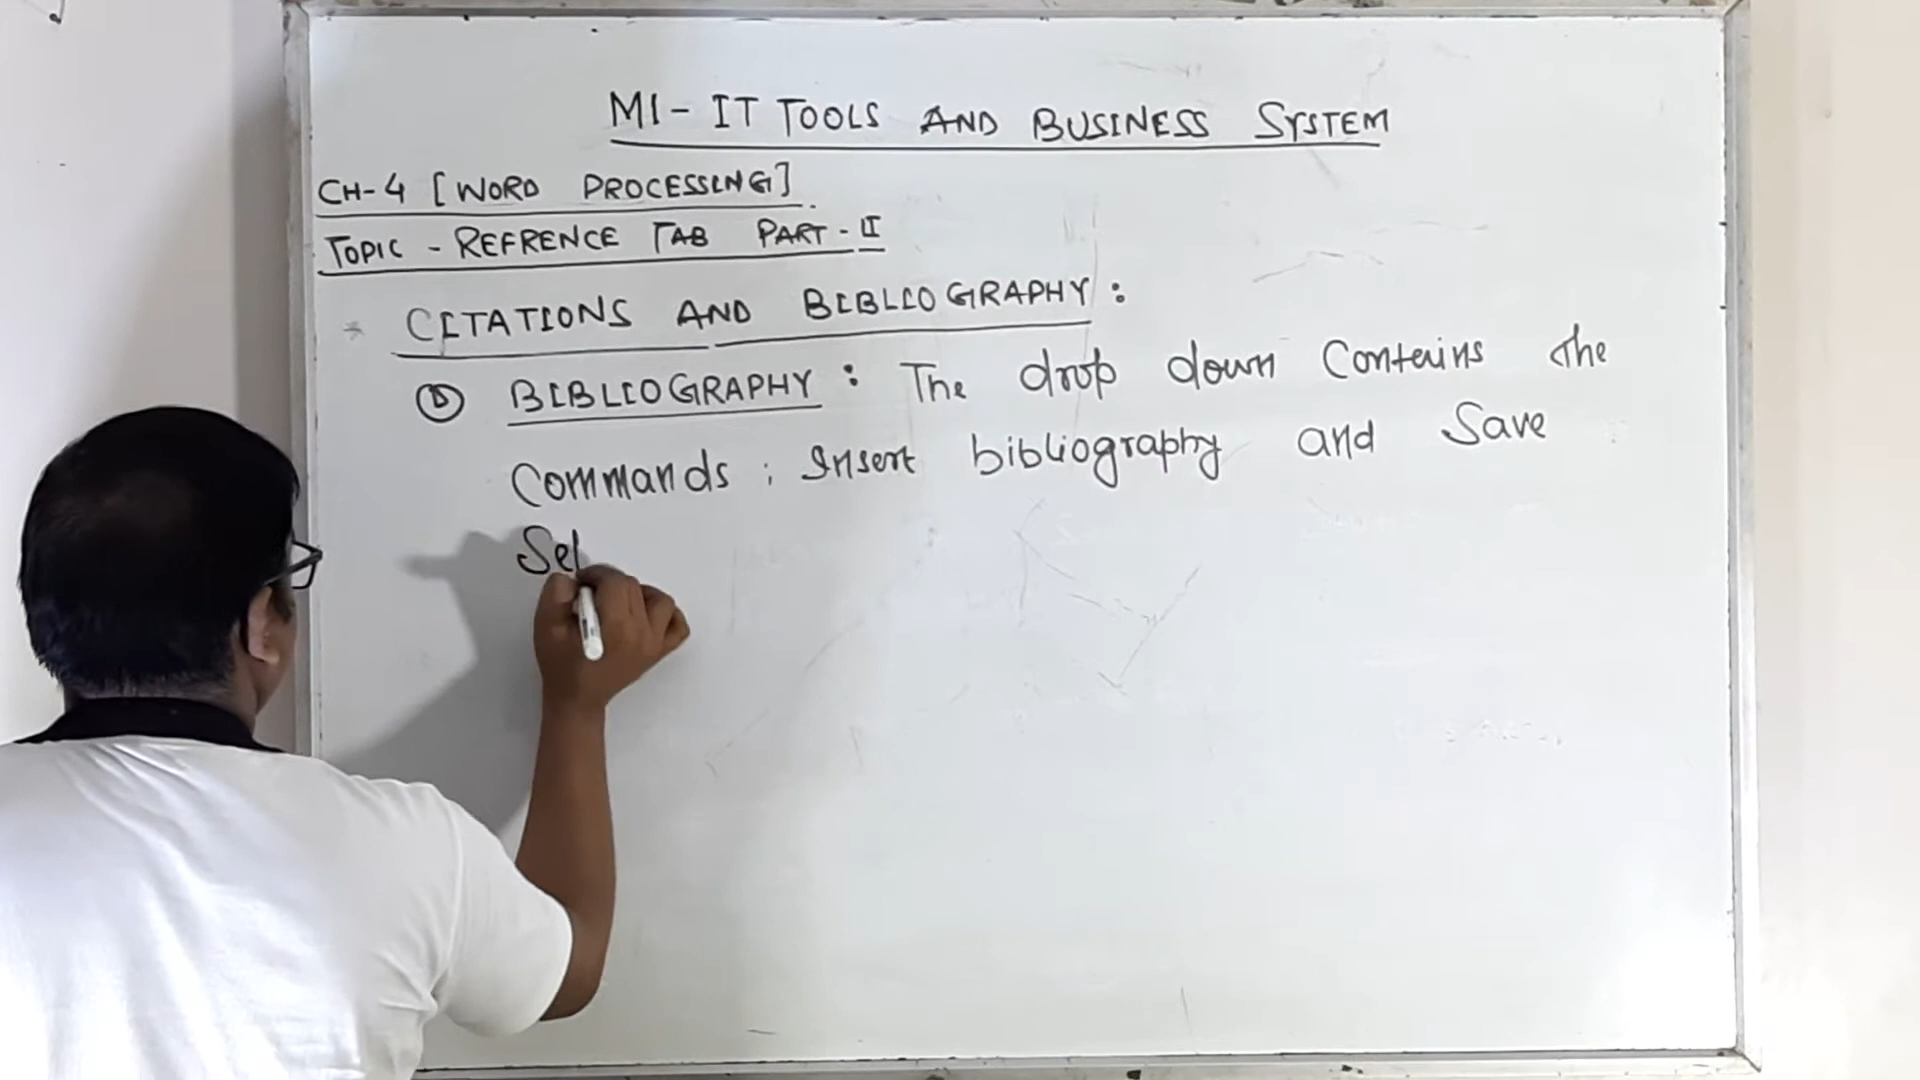 M1 - IT TOOLS AND BUSINESS SYSTEM
CH-4 [WORD PROCESSING]
TOPIC - REFRENCE TAB PART - II
CITATIONS AND BIBLIOGRAPHY :
BIBLIOGRAPHY : The drop down Contains the
Commands : Insert bibliography and Save
Sel